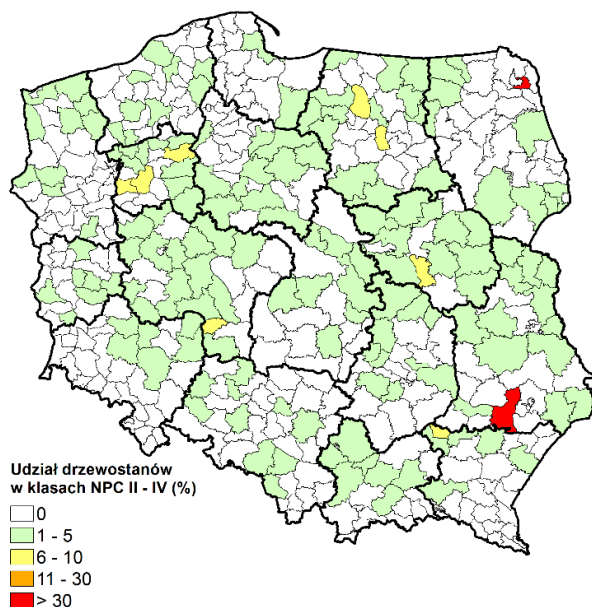 Udział drzewostanów
w klasach NPC II - IV (%)
0
1 - 5
6 - 10
11 - 30
> 30